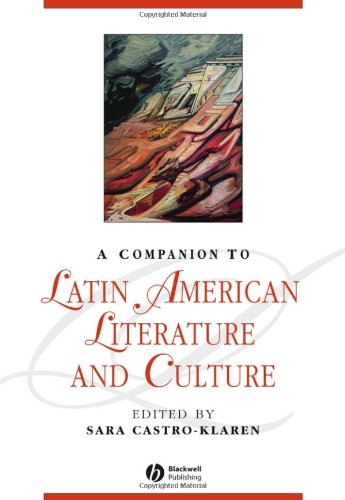 Copyrighted Material
A COMPANION TO
LATIN AMERICAN
LITERATURE
AND CULTURE
EDITED BY
SARA CASTRO-KLAREN
Blackwell
Publishing
Copyrighted Material